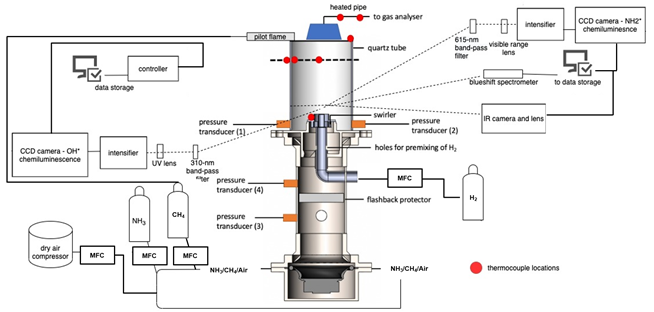 heated pipe
to gas analyser
pilot flame
quartz tube
615-nm
band-pass
filter
visible range
lens
intensifier
CCD camera - NH2*
chemiluminesnce
controller
data storage
blueshift spectrometer
to data storage
swirler
IR camera and lens
pressure
transducer (1)
pressure
transducer (2)
CCD camera - OH*
chemiluminescence
intensifier
UV lens
310-nm
band-pass
holes for premixing of H2
pressure
transducer (4)
MFC
H2
flashback protector
NH3
CH4
pressure
transducer (3)
dry air
compressor
MFC
MFC
MFC
NH3/CH4/Air
NH3/CH4/Air
thermocouple locations